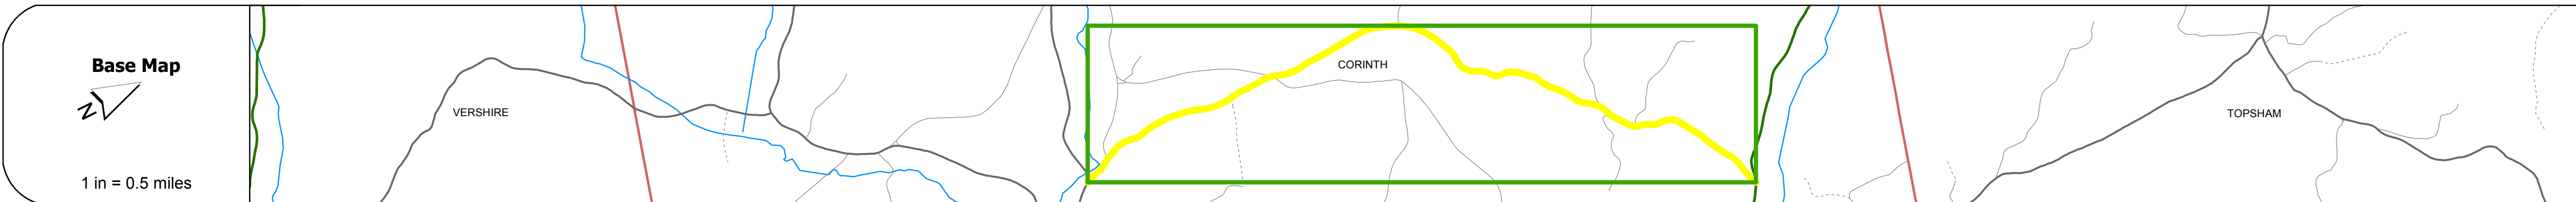 Base Map
N
1 in = 0.5 miles
VERSHIRE
CORINTH
TOPSHAM